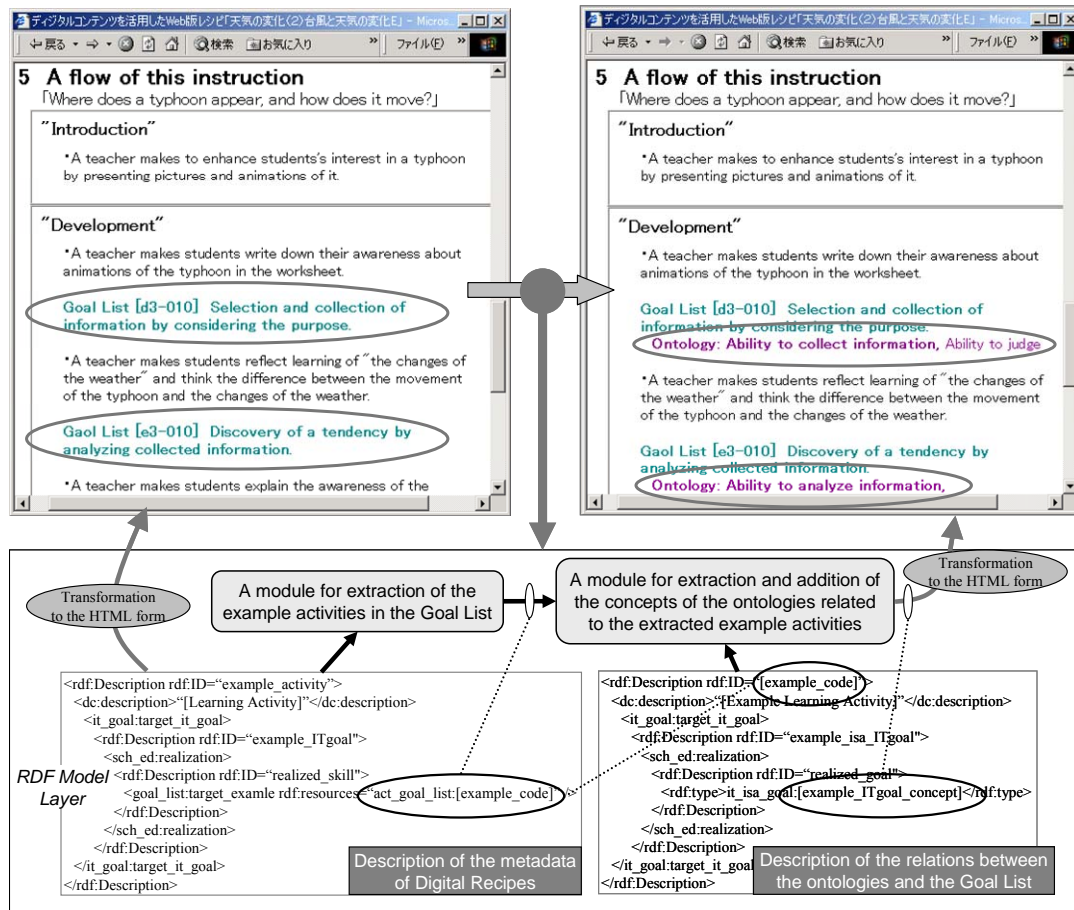 ディジタルコンテンツを活用したWeb版レシピ「天気の変化(2)台風と天気の変化E」 - Micros...
戻る 検索 お気に入り » ファイル(F) »
5 A flow of this instruction
「Where does a typhoon appear, and how does it move?」
"Introduction"
・A teacher makes to enhance students's interest in a typhoon
by presenting pictures and animations of it.
"Development"
・A teacher makes students write down their awareness about
animations of the typhoon in the worksheet.
Goal List [d3-010] Selection and collection of
information by considering the purpose.
・A teacher makes students reflect learning of "the changes of
the weather" and think the difference between the movement
of the typhoon and the changes of the weather.
Gaol List [e3-010] Discovery of a tendency by
analyzing collected information.
・A teacher makes students explain the awareness of the
ディジタルコンテンツを活用したWeb版レシピ「天気の変化(2)台風と天気の変化E」 - Micros...
戻る 検索 お気に入り » ファイル(F) »
5 A flow of this instruction
「Where does a typhoon appear, and how does it move?」
"Introduction"
・A teacher makes to enhance students's interest in a typhoon
by presenting pictures and animations of it.
"Development"
・A teacher makes students write down their awareness about
animations of the typhoon in the worksheet.
Goal List [d3-010] Selection and collection of
information by considering the purpose.
Ontology: Ability to collect information, Ability to judge
・A teacher makes students reflect learning of "the changes of
the weather" and think the difference between the movement
of the typhoon and the changes of the weather.
Gaol List [e3-010] Discovery of a tendency by
analyzing collected information.
Ontology: Ability to analyze information,
Transformation
to the HTML form
A module for extraction of the
example activities in the Goal List
A module for extraction and addition of
the concepts of the ontologies related
to the extracted example activities
Transformation
to the HTML form
RDF Model
Layer
<rdf:Description rdf:ID=“example_activity”>
<dc:description>“[Learning Activity]”</dc:description>
<it_goal:target_it_goal>
<rdf:Description rdf:ID=“example_ITgoal”>
<sch_ed:realization>
<rdf:Description rdf:ID=“realized_skill”>
<goal_list:target_examle rdf:resources=“act_goal_list:[example_code]”/>
</rdf:Description>
</sch_ed:realization>
</rdf:Description>
</it_goal:target_it_goal>
</rdf:Description>
Description of the metadada
of Digital Recipes
<rdf:Description rdf:ID=“[example_code]”>
<dc:description>“[Example Learning Activity]”</dc:description>
<it_goal:target_it_goal>
<rdf:Description rdf:ID=“example_isa_ITgoal”>
<sch_ed:realization>
<rdf:Description rdf:ID=“realized_goal”>
<rdf:type>it_isa_goal:[example_ITgoal_concept]</rdf:type>
</rdf:Description>
</sch_ed:realization>
</rdf:Description>
</it_goal:target_it_goal>
</rdf:Description>
Description of the relations between
the ontologies and the Goal List